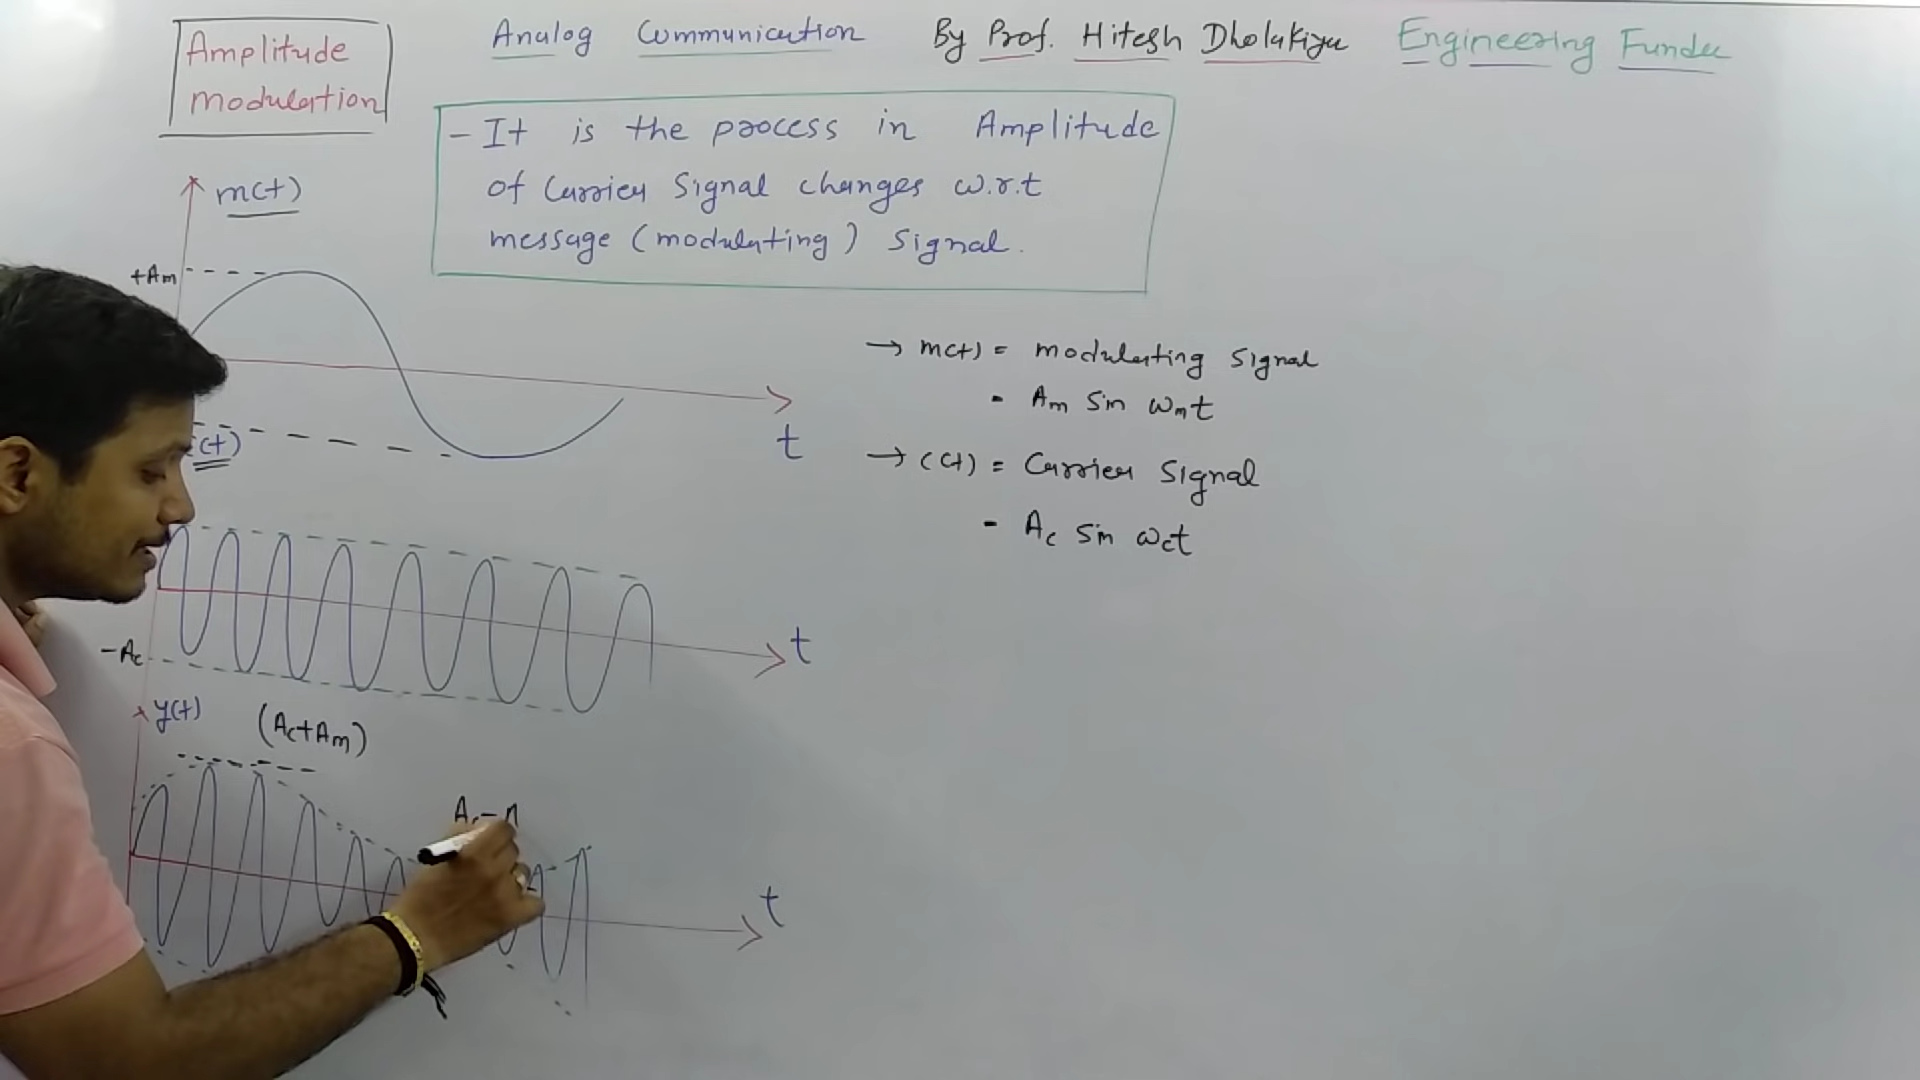 Amplitude
modulation
Analog Communication By Prof. Hitesh Dholakiya Engineering Funda
- It is the process in Amplitude
of Carrier Signal changes w.r.t
message (modulating) Signal.
m(t)
+Am
t
c(t)
-Ac
t
y(t)
(Ac+Am)
Ac-
t
→ m(t) = modulating Signal
= Am Sin ωmt
→ c(t) = Carrier Signal
= Ac Sin ωct